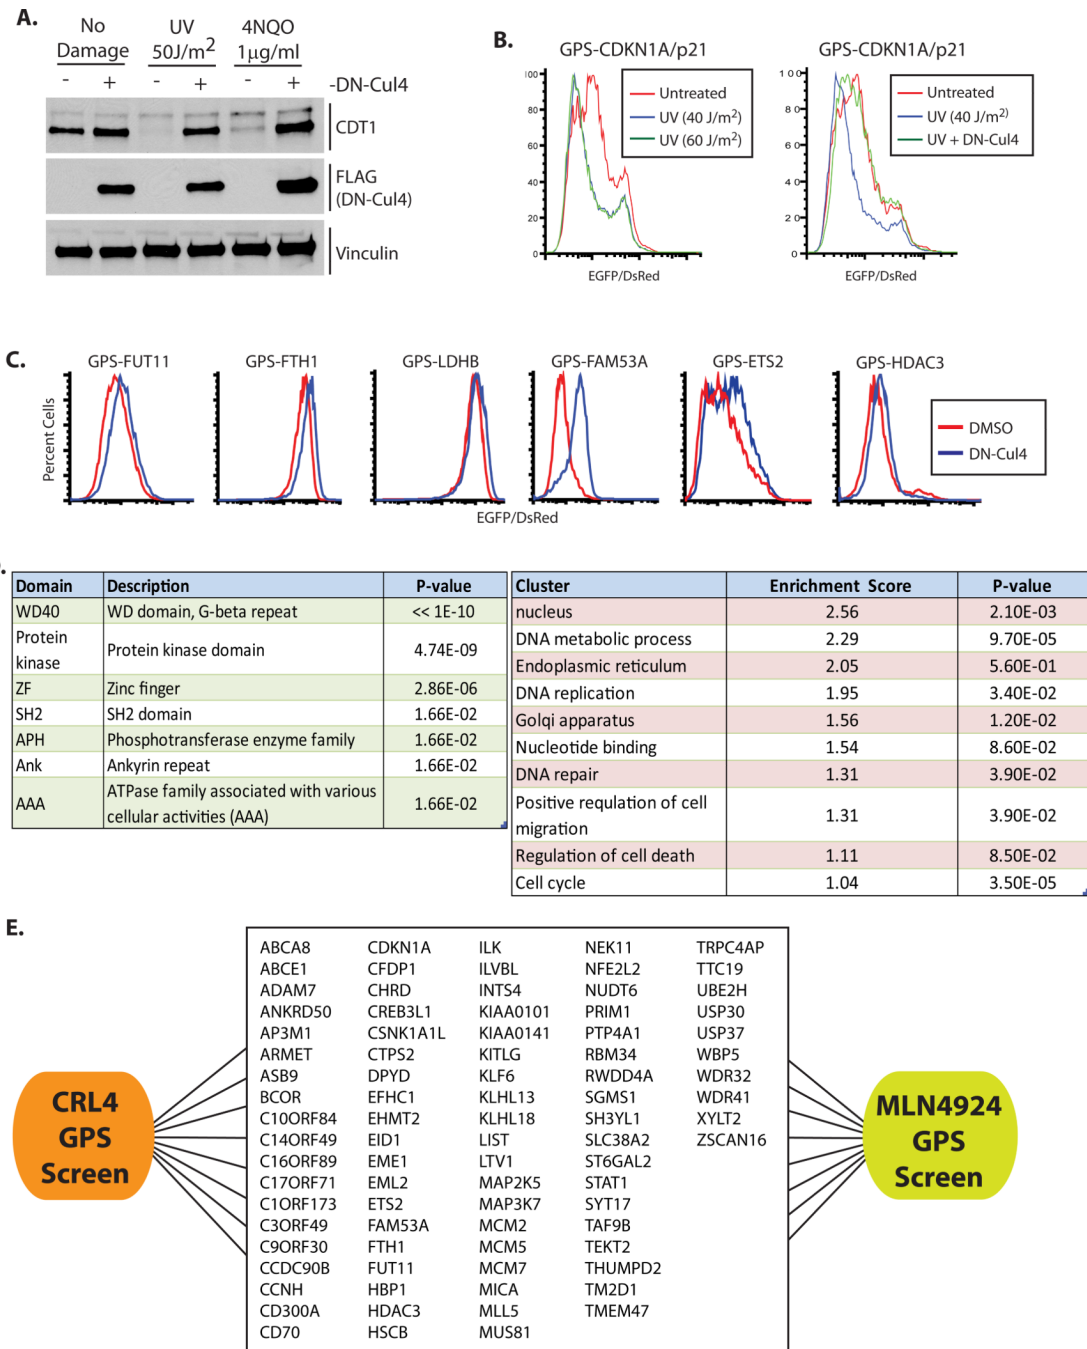 A.
No
Damage
UV
50J/m²
4NQO
1μg/ml
- + - + - + -DN-Cul4
CDT1
FLAG
(DN-Cul4)
Vinculin
B.
GPS-CDKN1A/p21
100
80
60
40
20
0
Untreated
UV (40 J/m²)
UV (60 J/m²)
EGFP/DsRed
GPS-CDKN1A/p21
100
80
60
40
20
0
Untreated
UV (40 J/m²)
UV + DN-Cul4
EGFP/DsRed
C.
GPS-FUT11 GPS-FTH1 GPS-LDHB GPS-FAM53A GPS-ETS2 GPS-HDAC3
Percent Cells
DMSO
DN-Cul4
EGFP/DsRed
Domain Description P-value
WD40 WD domain, G-beta repeat << 1E-10
Protein
kinase Protein kinase domain 4.74E-09
ZF Zinc finger 2.86E-06
SH2 SH2 domain 1.66E-02
APH Phosphotransferase enzyme family 1.66E-02
Ank Ankyrin repeat 1.66E-02
AAA ATPase family associated with various
cellular activities (AAA) 1.66E-02
Cluster Enrichment Score P-value
nucleus 2.56 2.10E-03
DNA metabolic process 2.29 9.70E-05
Endoplasmic reticulum 2.05 5.60E-01
DNA replication 1.95 3.40E-02
Golqi apparatus 1.56 1.20E-02
Nucleotide binding 1.54 8.60E-02
DNA repair 1.31 3.90E-02
Positive requlation of cell
migration 1.31 3.90E-02
Regulation of cell death 1.11 8.50E-02
Cell cycle 1.04 3.50E-05
E.
CRL4
GPS
Screen
ABCA8 CDKN1A ILK NEK11 TRPC4AP
ABCE1 CFDP1 ILVBL NFE2L2 TTC19
ADAM7 CHRD INTS4 NUDT6 UBE2H
ANKRD50 CREB3L1 KIAA0101 PRIM1 USP30
AP3M1 CSNK1A1L KIAA0141 PTP4A1 USP37
ARMET CTPS2 KITLG RBM34 WBP5
ASB9 DPYD KLF6 RWDD4A WDR32
BCOR EFHC1 KLHL13 SGMS1 WDR41
C10ORF84 EHMT2 KLHL18 SH3YL1 XYLT2
C14ORF49 EID1 LIST SLC38A2 ZSCAN16
C16ORF89 EME1 LTV1 ST6GAL2
C17ORF71 EML2 MAP2K5 STAT1
C1ORF173 ETS2 MAP3K7 SYT17
C3ORF49 FAM53A MCM2 TAF9B
C9ORF30 FTH1 MCM5 TEKT2
CCDC90B FUT11 MCM7 THUMPD2
CCNH HBP1 MICA TM2D1
CD300A HDAC3 MLL5 TMEM47
CD70 HSCB MUS81
MLN4924
GPS
Screen